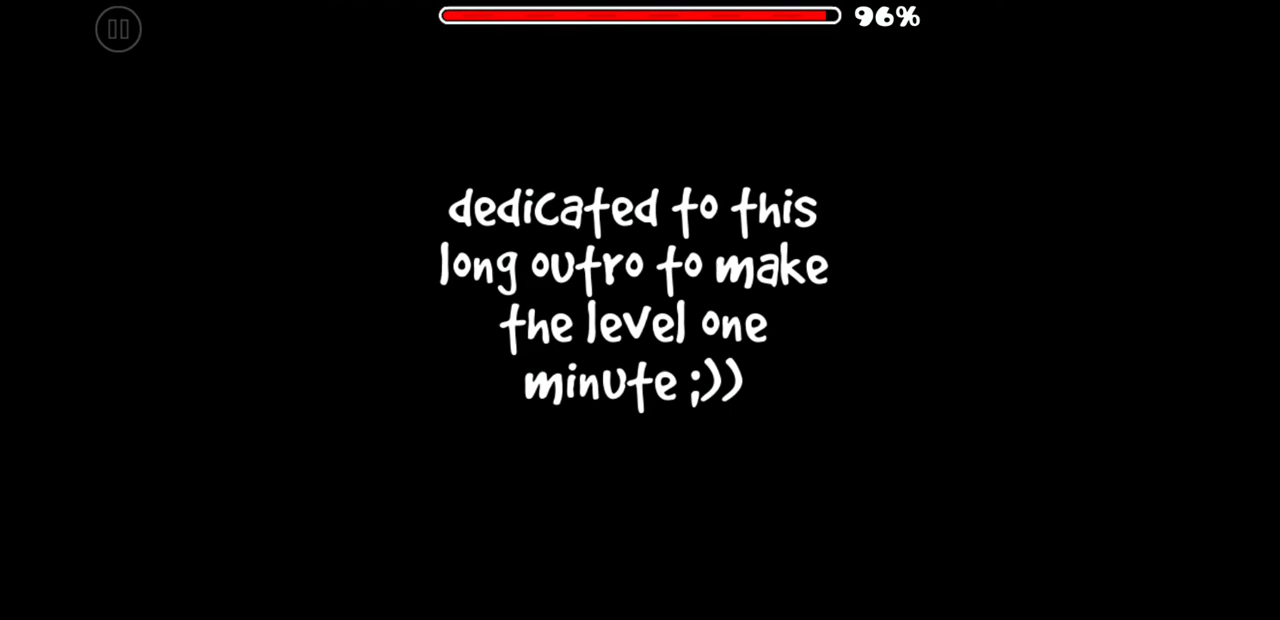 96%
dedicated to this
long outro to make
the level one
minute ;))